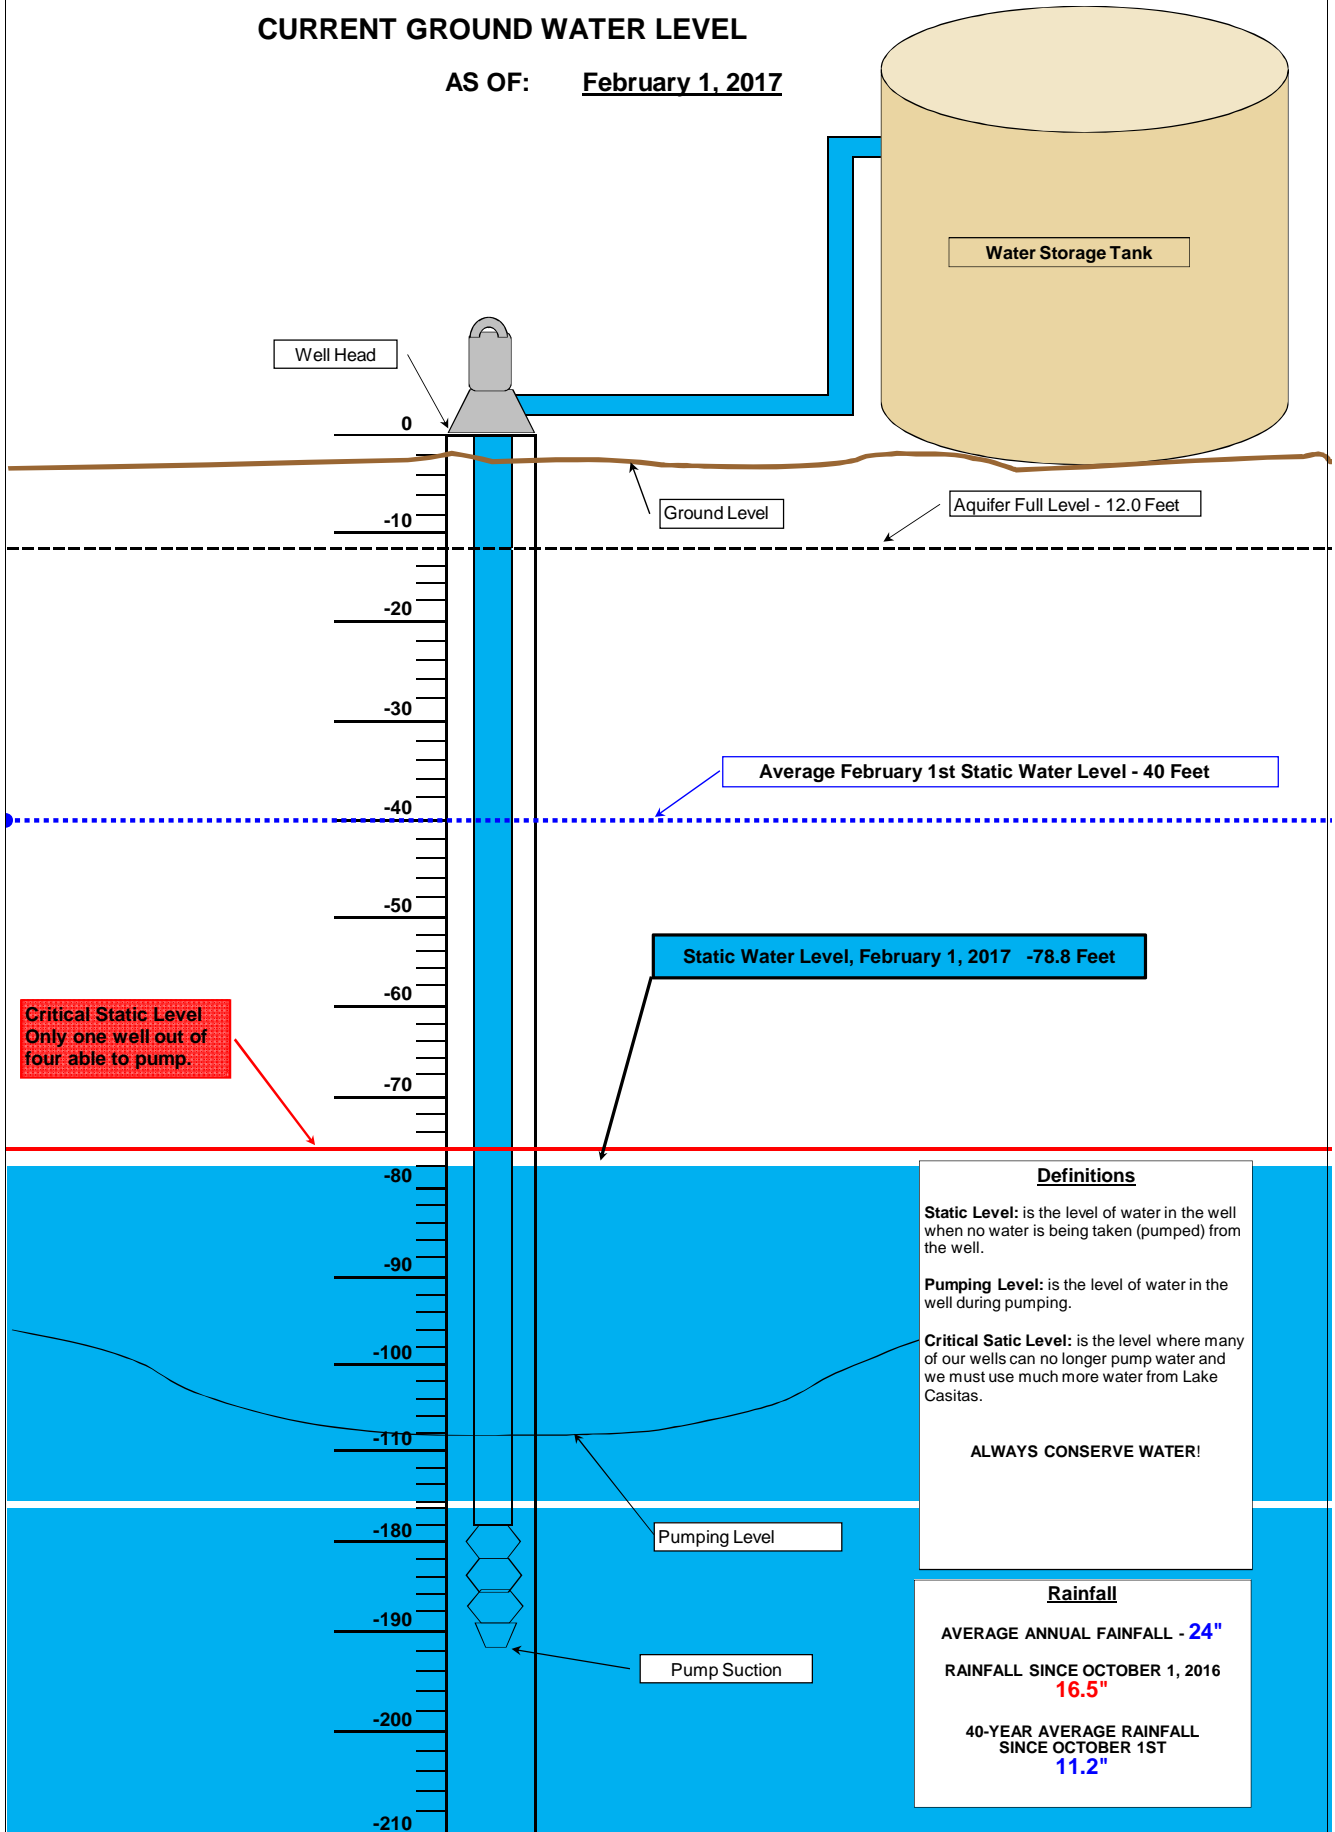 CURRENT GROUND WATER LEVEL
AS OF: February 1, 2017
Water Storage Tank
Well Head
0
Ground Level
Aquifer Full Level - 12.0 Feet
-10
-20
-30
Average February 1st Static Water Level - 40 Feet
-40
-50
Static Water Level, February 1, 2017 -78.8 Feet
-60
Critical Static Level
Only one well out of
four able to pump.
-70
-80
-90
-100
-110
Definitions
Static Level: is the level of water in the well
when no water is being taken (pumped) from
the well.
Pumping Level: is the level of water in the
well during pumping.
Critical Satic Level: is the level where many
of our wells can no longer pump water and
we must use much more water from Lake
Casitas.
ALWAYS CONSERVE WATER!
-180
Pumping Level
-190
Pump Suction
-200
-210
Rainfall
AVERAGE ANNUAL FAINFALL - 24"
RAINFALL SINCE OCTOBER 1, 2016
16.5"
40-YEAR AVERAGE RAINFALL
SINCE OCTOBER 1ST
11.2"